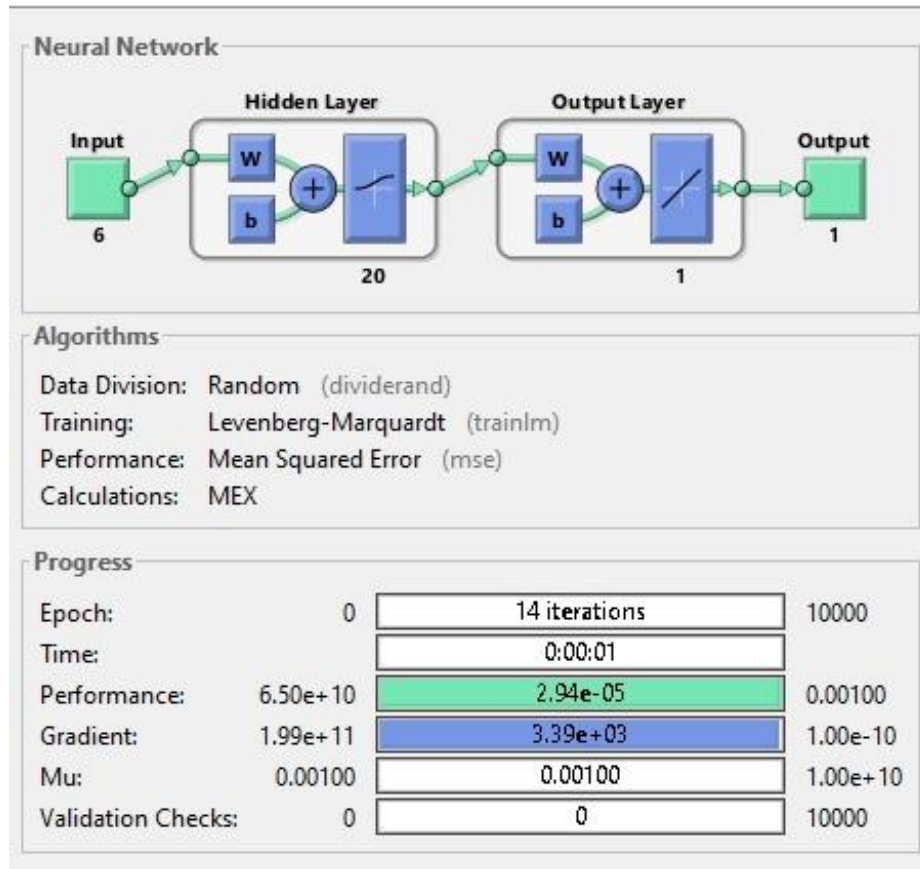 Neural Network
Hidden Layer Output Layer
Input Output
W W
b b
6 20 1 1
Algorithms
Data Division: Random (dividerand)
Training: Levenberg-Marquardt (trainlm)
Performance: Mean Squared Error (mse)
Calculations: MEX
Progress
Epoch: 0 14 iterations 10000
Time: 0:00:01
Performance: 6.50e+10 2.94e-05 0.00100
Gradient: 1.99e+11 3.39e+03 1.00e-10
Mu: 0.00100 0.00100 1.00e+10
Validation Checks: 0 0 10000